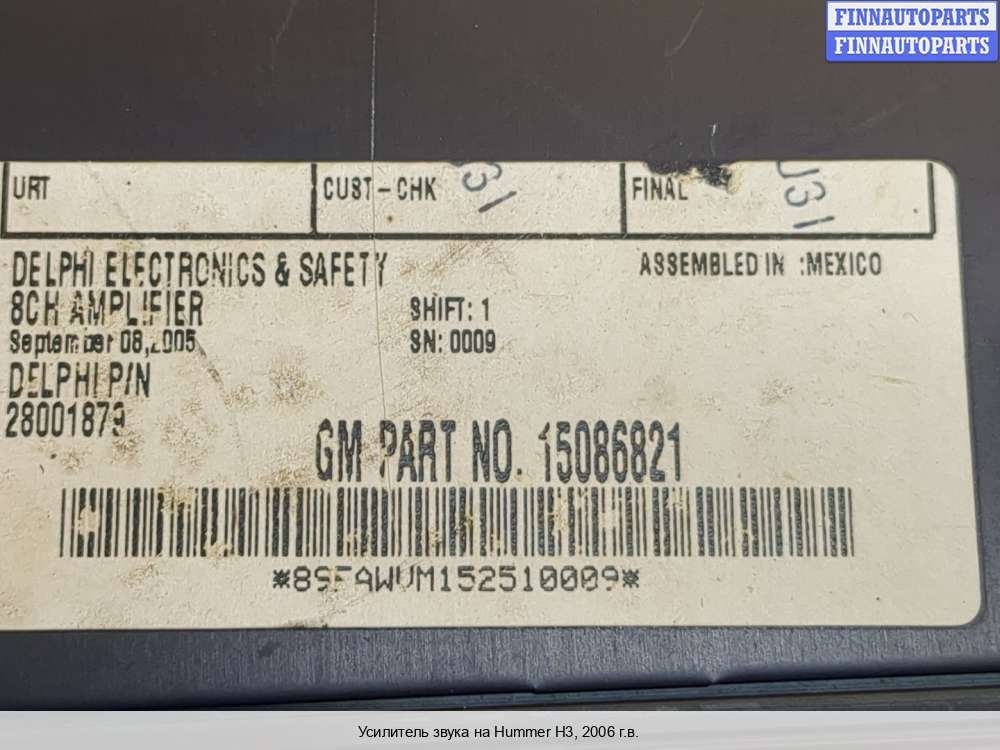 FINNAUTOPARTS
FINNAUTOPARTS
URT
CUST-CHK
FINAL
DELPHI ELECTRONICS & SAFETY
ASSEMBLED IN :MEXICO
8CH AMPLIFIER
SHIFT: 1
September 08,2005
SN: 0009
DELPHI P/N
28001879
GM PART NO. 15086821
*89FAWVM152510009*
Усилитель звука на Hummer H3, 2006 г.в.